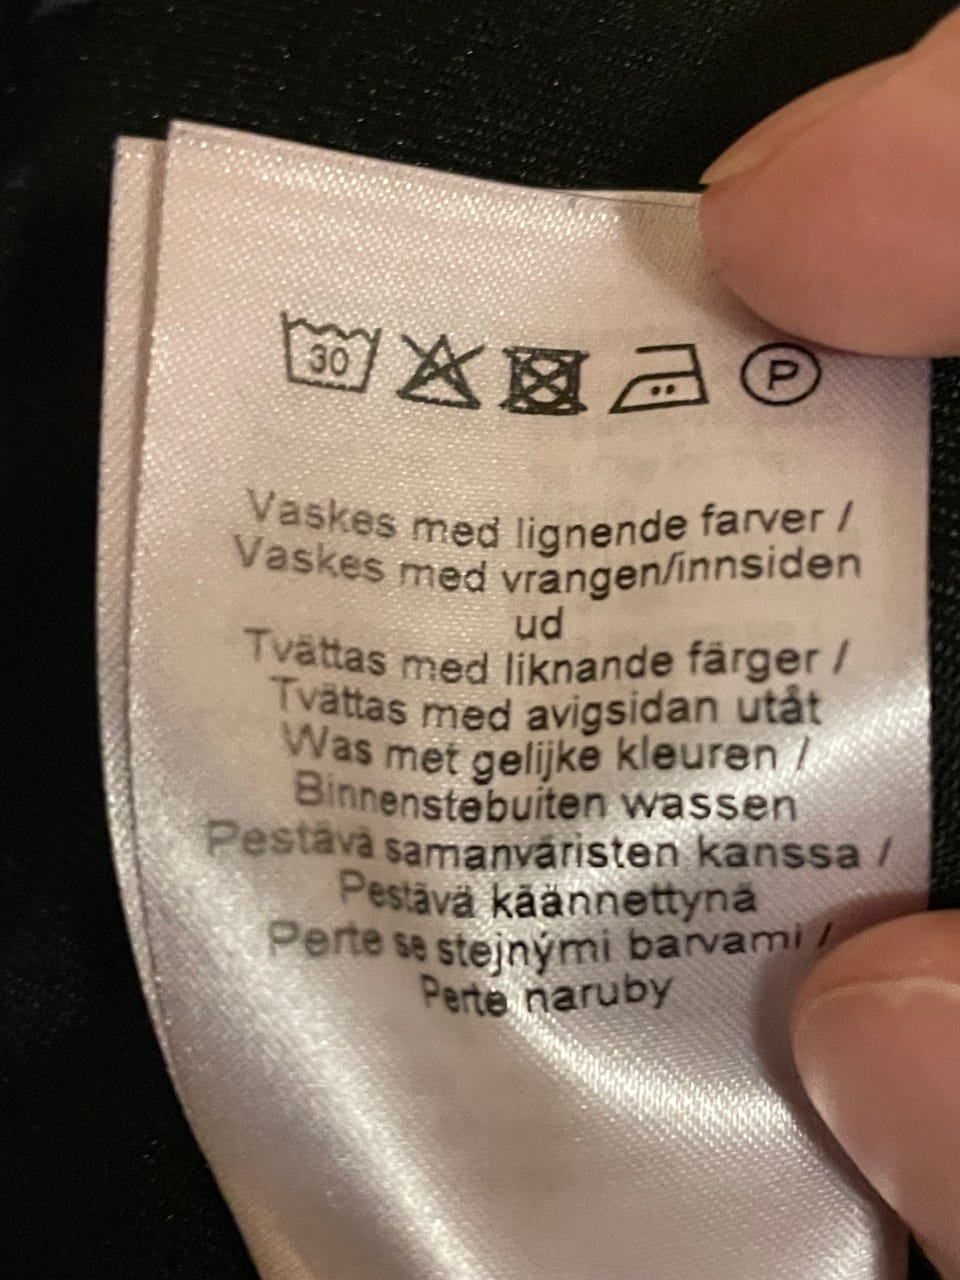 30 P
Vaskes med lignende farver /
Vaskes med vrangen/innsiden
ud
Tvättas med liknande färger /
Tvättas med avigsidan utåt
Was met gelijke kleuren /
Binnenstebuiten wassen
Pestävä samanväristen kanssa /
Pestävä käännettynä
Perte se stejnými barvami /
Perte naruby